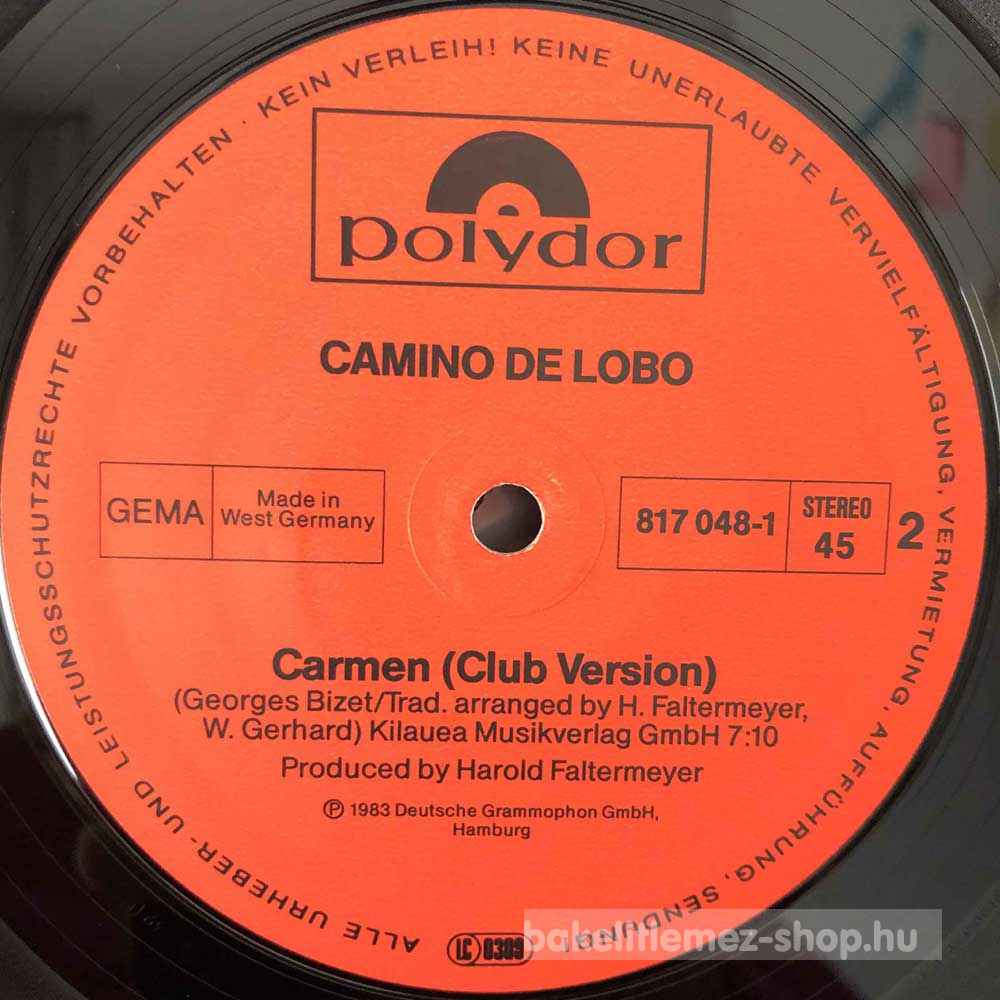 ALLE URHEBER- UND LEISTUNGSSCHUTZRECHTE VORBEHALTEN · KEIN VERLEIH! KEINE UNERLAUBTE VERVIELFÄLTIGUNG, VERMIETUNG, AUFFÜHRUNG, SENDUNG!
polydor
CAMINO DE LOBO
GEMA
Made in
West Germany
817 048-1
STEREO
45
2
Carmen (Club Version)
(Georges Bizet/Trad. arranged by H. Faltermeyer,
W. Gerhard) Kilauea Musikverlag GmbH 7:10
Produced by Harold Faltermeyer
℗ 1983 Deutsche Grammophon GmbH,
Hamburg
LC 0309
bakelitlemez-shop.hu